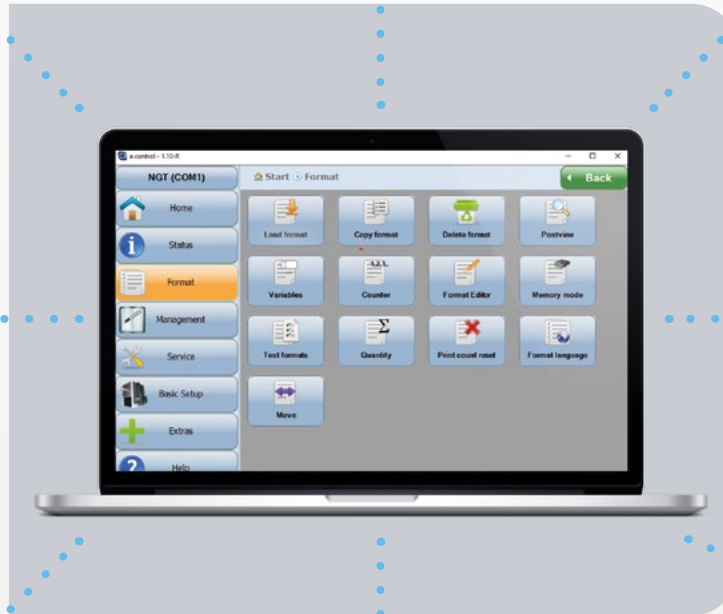 a:control - 1.10-R
NGT (COM1)
Start Format
Back
Home
Status
Format
Management
Service
Basic Setup
Extras
Help
Load format
Copy format
Delete format
Postview
Variables
Counter
Format Editor
Memory mode
Text formats
Quantity
Print count reset
Format language
Move